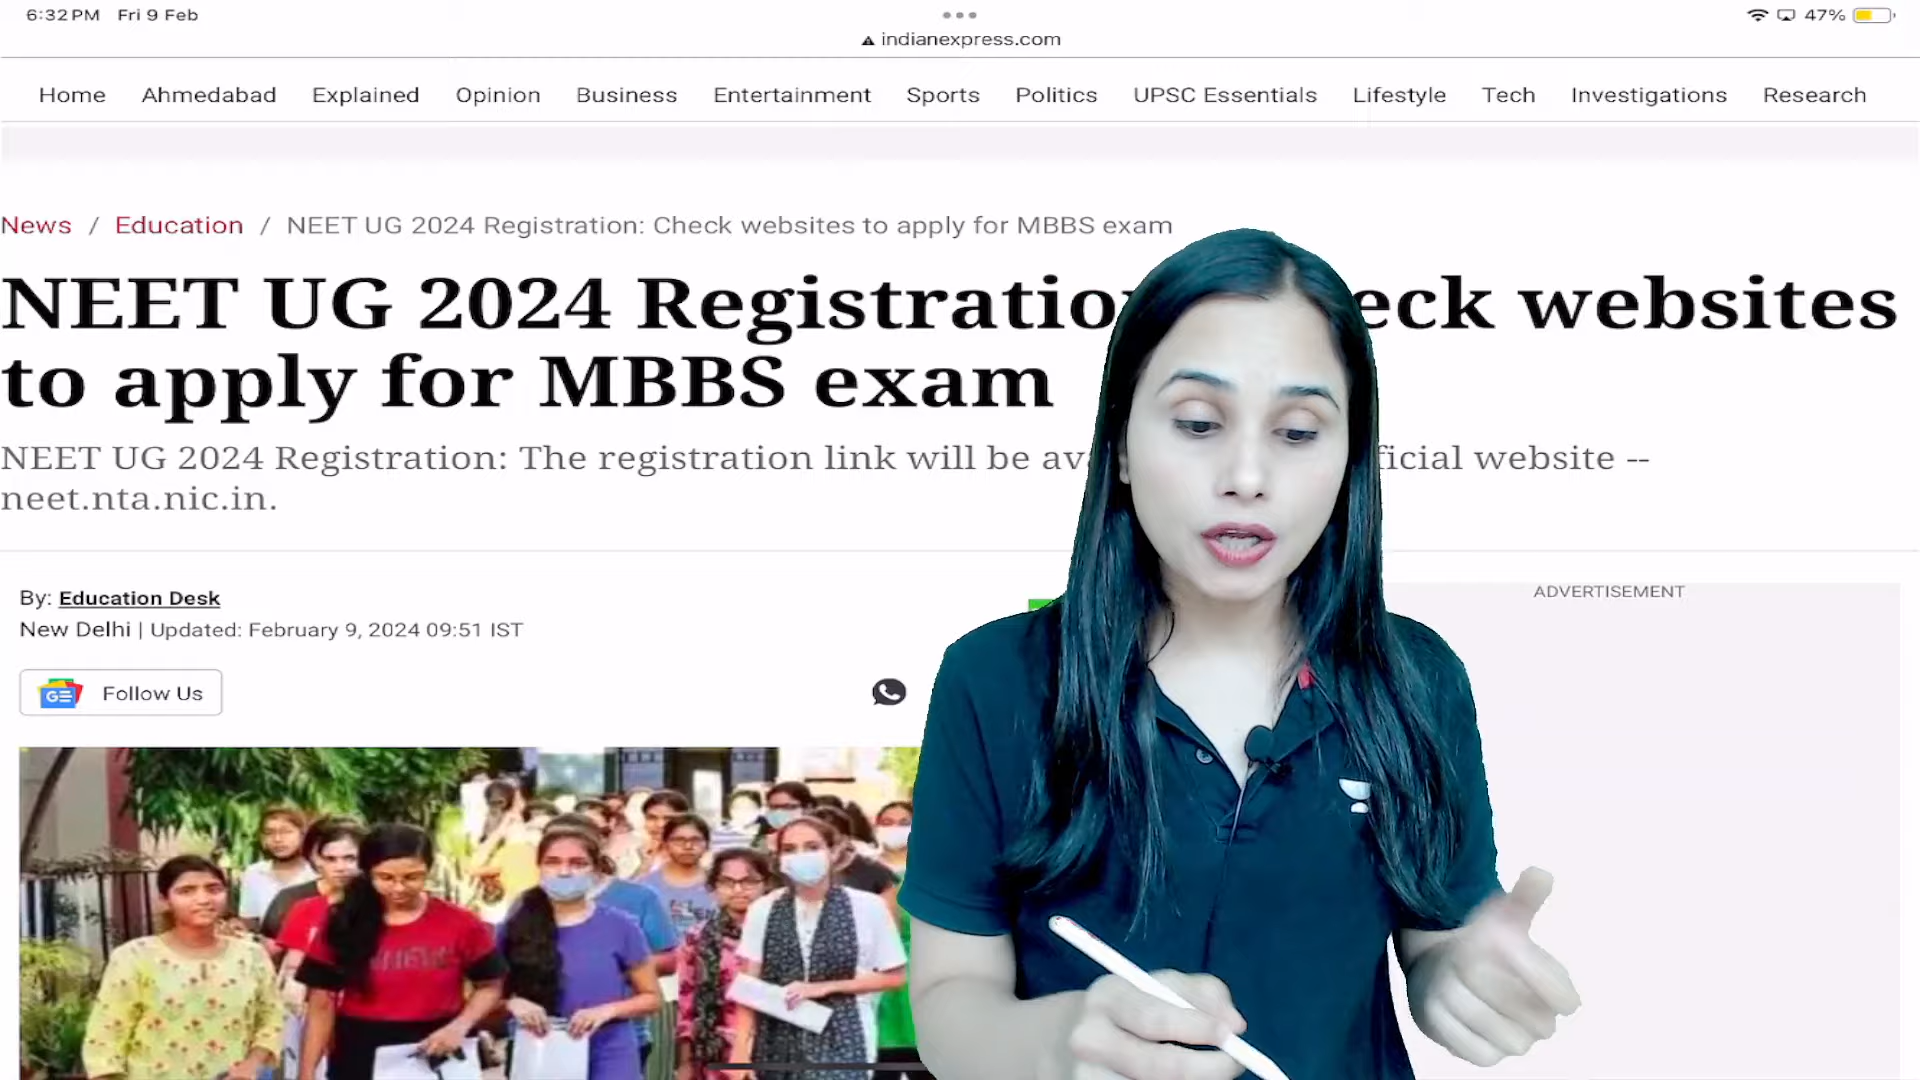 6:32 PM Fri 9 Feb
47%
indianexpress.com
Home Ahmedabad Explained Opinion Business Entertainment Sports Politics UPSC Essentials Lifestyle Tech Investigations Research
News / Education / NEET UG 2024 Registration: Check websites to apply for MBBS exam
NEET UG 2024 Registratio eck websites
to apply for MBBS exam
NEET UG 2024 Registration: The registration link will be av ficial website --
neet.nta.nic.in.
By: Education Desk
New Delhi | Updated: February 9, 2024 09:51 IST
ADVERTISEMENT
GE Follow Us